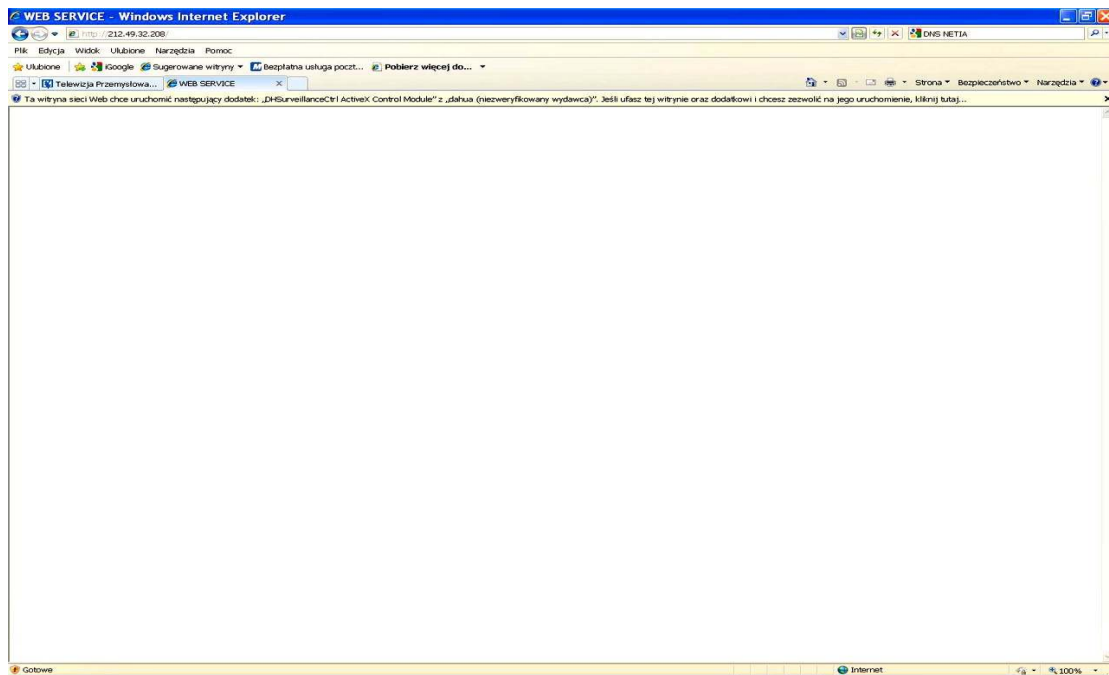 WEB SERVICE - Windows Internet Explorer
http://212.49.32.208/ DNS NETIA
Plik Edycja Widok Ulubione Narzędzia Pomoc
Ulubione iGoogle Sugerowane witryny Bezpłatna usługa poczt... Pobierz więcej do...
Telewizja Przemysłowa... WEB SERVICE Strona Bezpieczeństwo Narzędzia
Ta witryna sieci Web chce uruchomić następujący dodatek: „DHSurveillanceCtrl ActiveX Control Module” z „dahua (niezweryfikowany wydawca)”. Jeśli ufasz tej witrynie oraz dodatkowi i chcesz zezwolić na jego uruchomienie, kliknij tutaj...
Gotowe Internet 100%